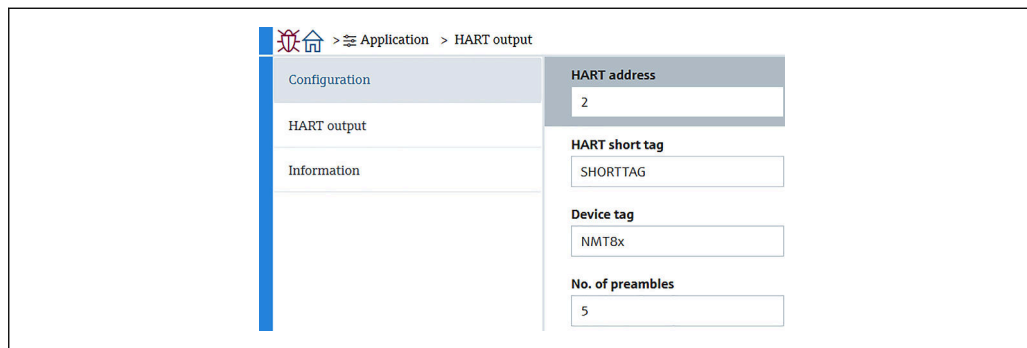 > Application > HART output
Configuration
HART output
Information
HART address
2
HART short tag
SHORTTAG
Device tag
NMT8x
No. of preambles
5